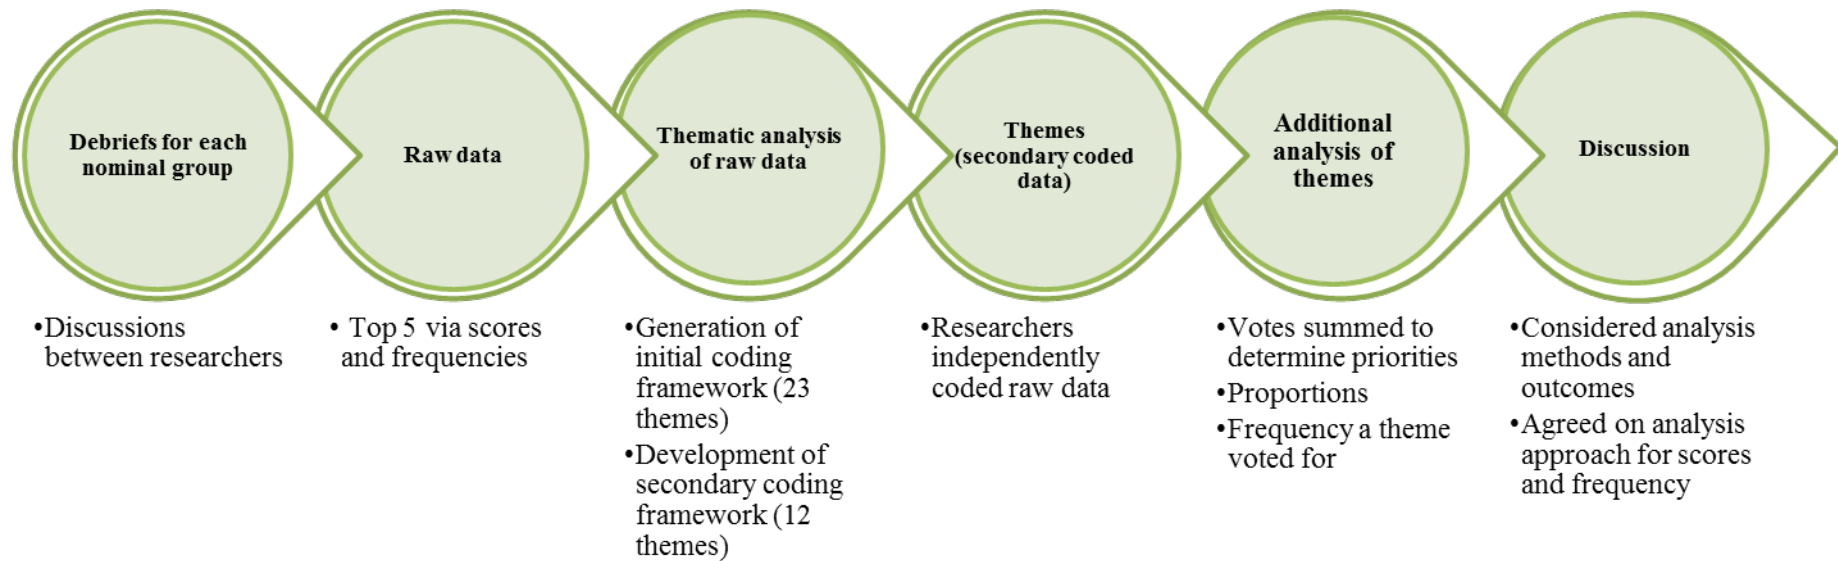 Debriefs for each
nominal group
•Discussions
between researchers
Raw data
• Top 5 via scores
and frequencies
Thematic analysis
of raw data
•Generation of
initial coding
framework (23
themes)
•Development of
secondary coding
framework (12
themes)
Themes
(secondary coded
data)
•Researchers
independently
coded raw data
Additional
analysis of
themes
•Votes summed to
determine priorities
•Proportions
•Frequency a theme
voted for
Discussion
•Considered analysis
methods and
outcomes
•Agreed on analysis
approach for scores
and frequency